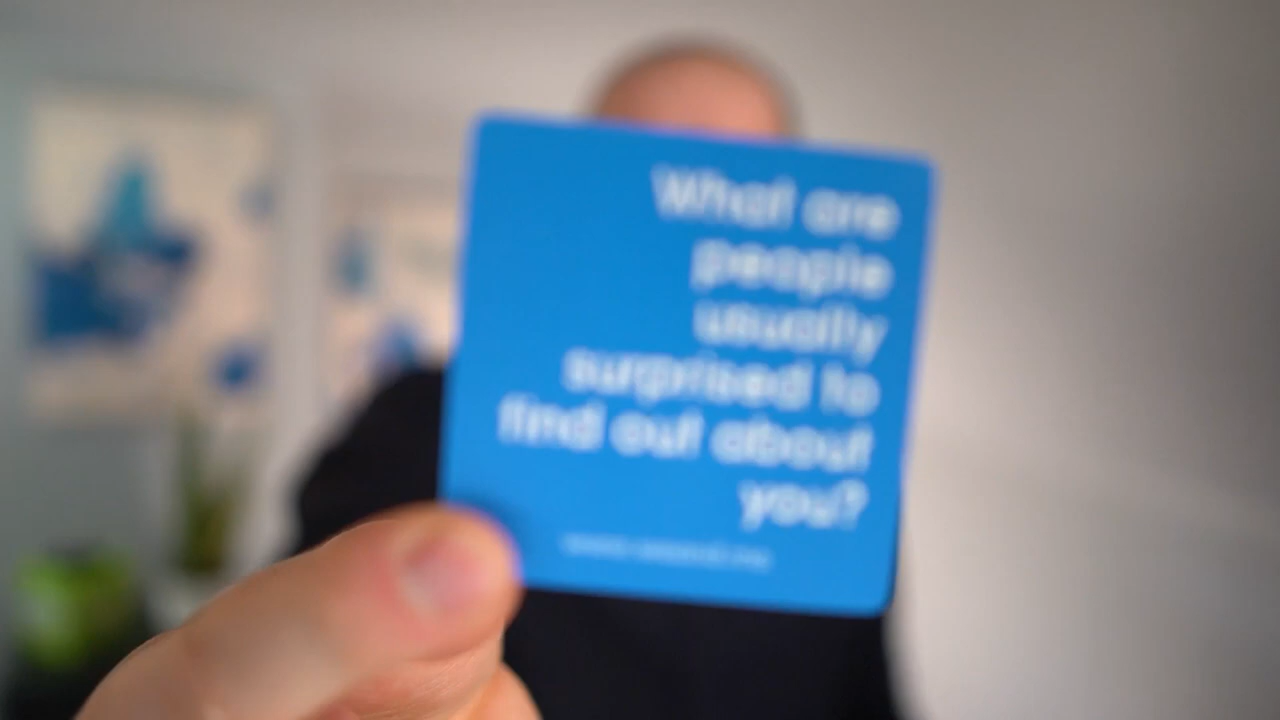 What are
people
usually
surprised to
find out about
you?